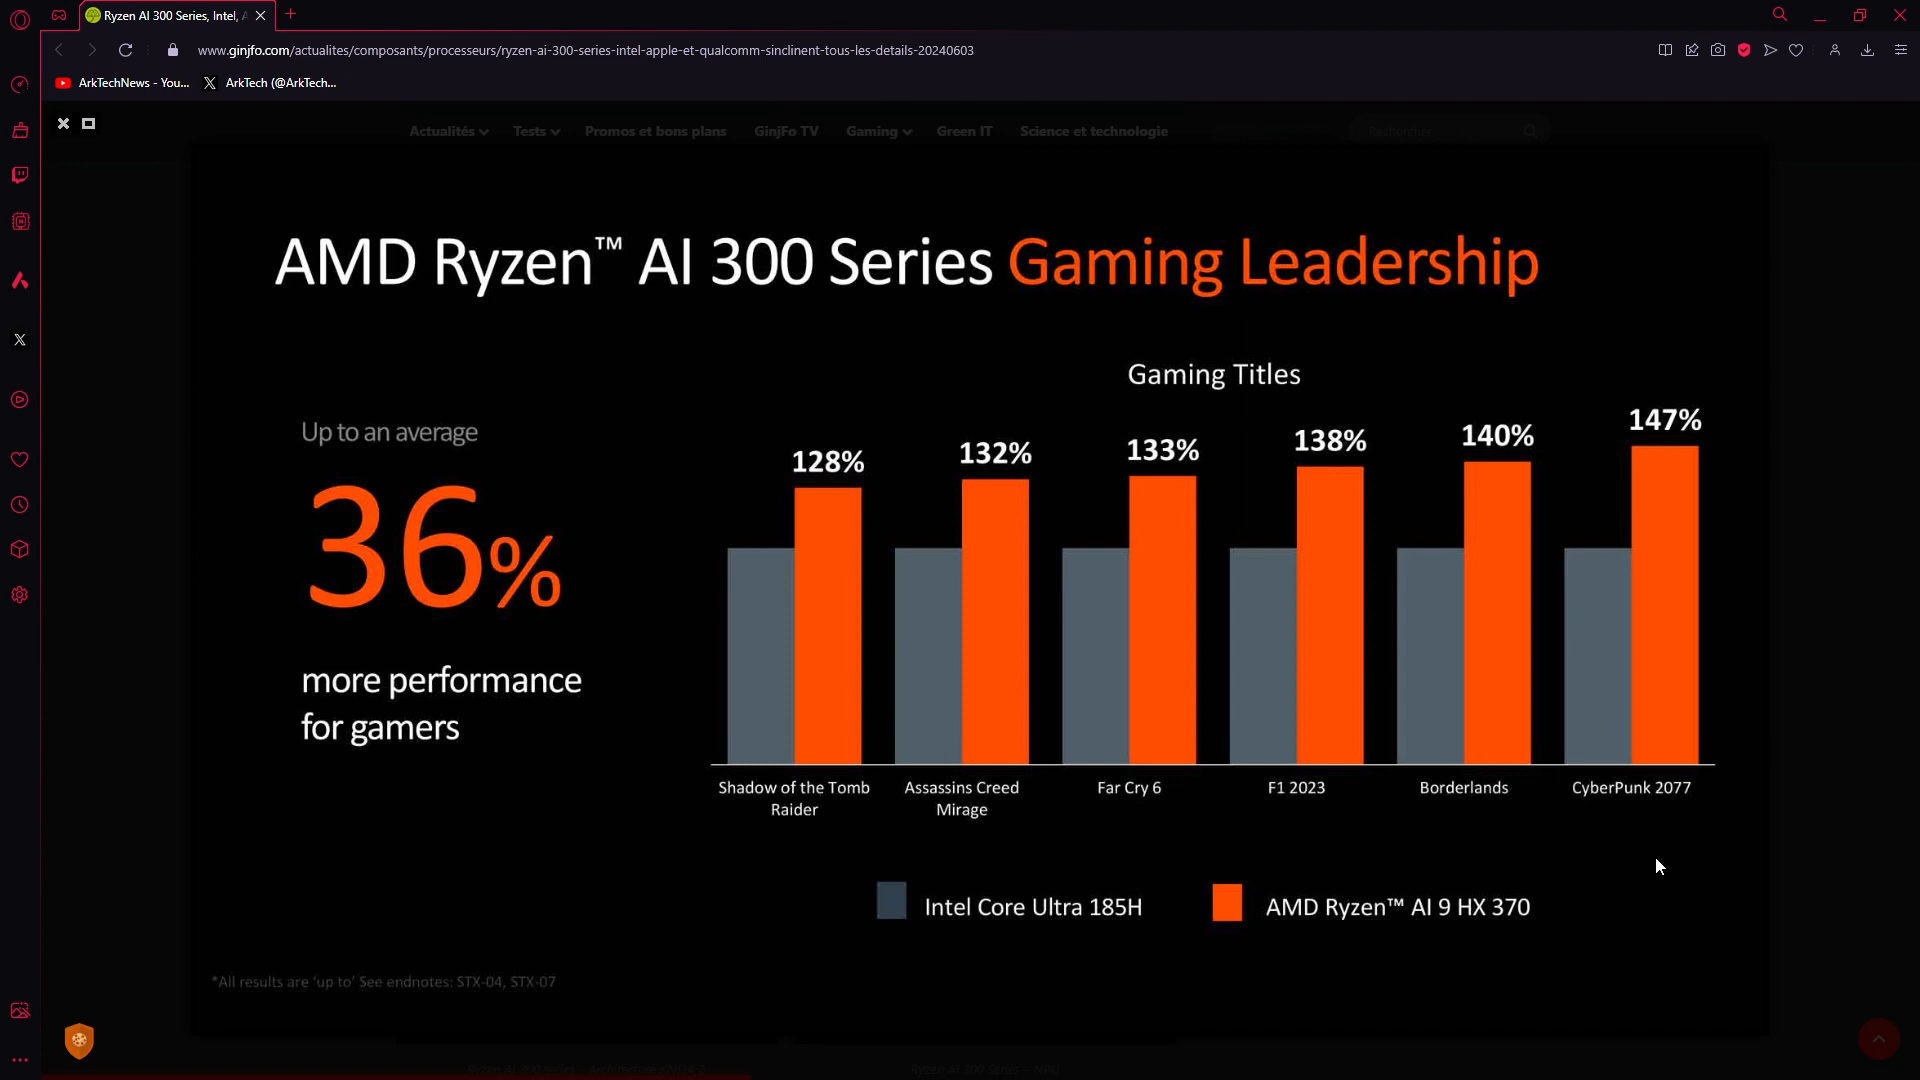 Ryzen AI 300 Series, Intel, A
www.ginjfo.com/actualites/composants/processeurs/ryzen-ai-300-series-intel-apple-et-qualcomm-sinclinent-tous-les-details-20240603
ArkTechNews - You...
ArkTech (@ArkTech...
Actualités
Tests
Promos et bons plans
GinjFo TV
Gaming
Green IT
Science et technologie
Rechercher
AMD Ryzen™ AI 300 Series Gaming Leadership
Up to an average
36%
more performance
for gamers
Gaming Titles
128%
132%
133%
138%
140%
147%
Shadow of the Tomb
Raider
Assassins Creed
Mirage
Far Cry 6
F1 2023
Borderlands
CyberPunk 2077
Intel Core Ultra 185H
AMD Ryzen™ AI 9 HX 370
*All results are ‘up to’ See endnotes: STX-04, STX-07